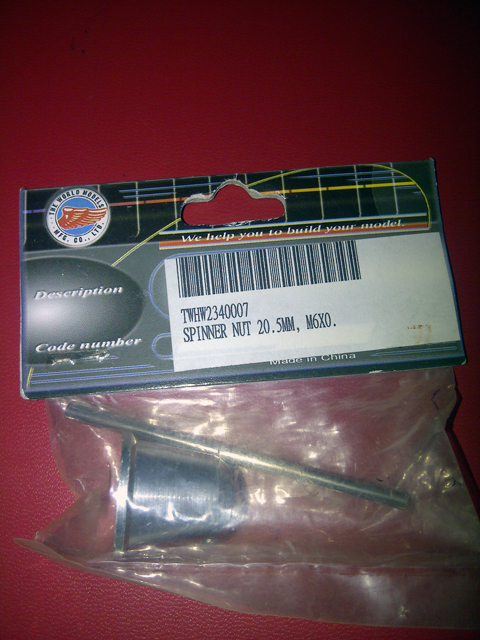 THE WORLD MODELS
MFG. CO., LTD.
We help you to build your model.
Description
TWHW2340007
SPINNER NUT 20.5MM, M6X0.
Code number
Made in China